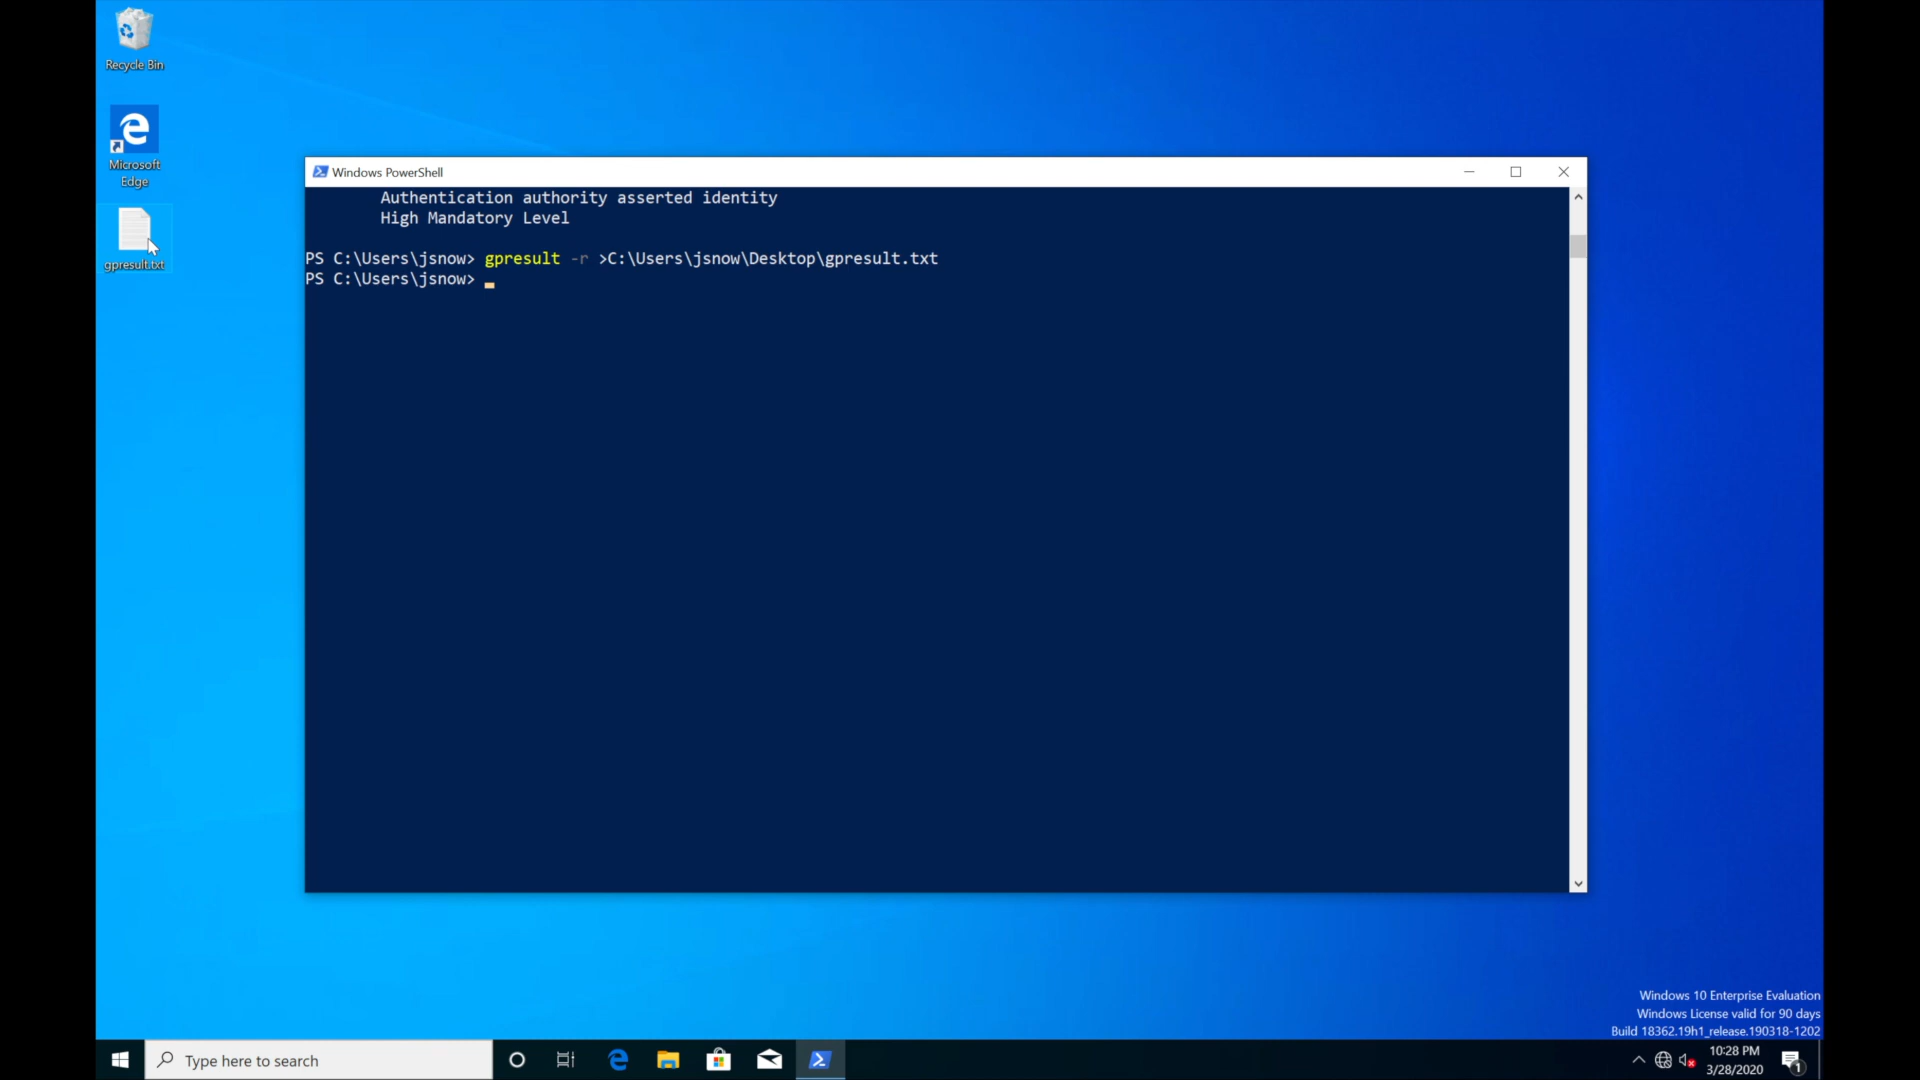 Recycle Bin
Microsoft
Edge
gpresult.txt
Windows PowerShell
Authentication authority asserted identity
High Mandatory Level
PS C:\Users\jsnow> gpresult -r >C:\Users\jsnow\Desktop\gpresult.txt
PS C:\Users\jsnow>
Windows 10 Enterprise Evaluation
Windows License valid for 90 days
Build 18362.19h1_release.190318-1202
Type here to search
10:28 PM
3/28/2020
1